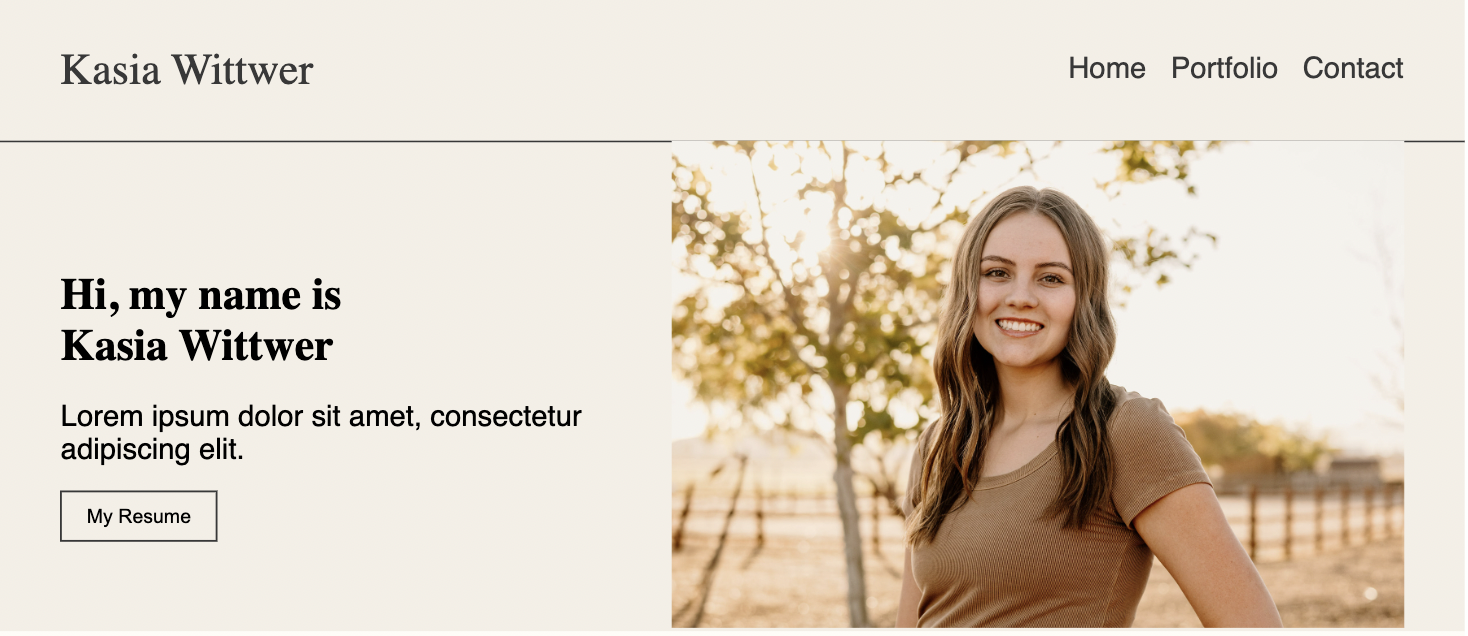 Kasia Wittwer
Home Portfolio Contact
Hi, my name is
Kasia Wittwer
Lorem ipsum dolor sit amet, consectetur
adipiscing elit.
My Resume